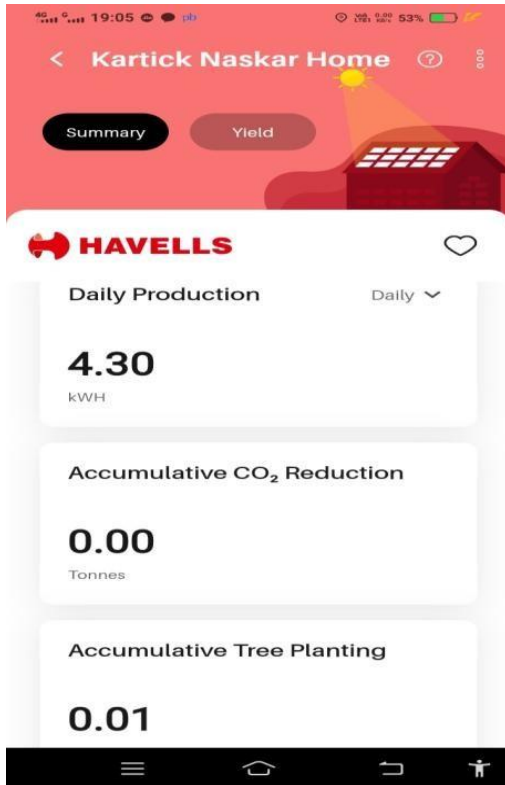 19:05 pb 53%
< Kartick Naskar Home ?
Summary Yield
HAVELLS
Daily Production Daily
4.30
kWH
Accumulative CO₂ Reduction
0.00
Tonnes
Accumulative Tree Planting
0.01